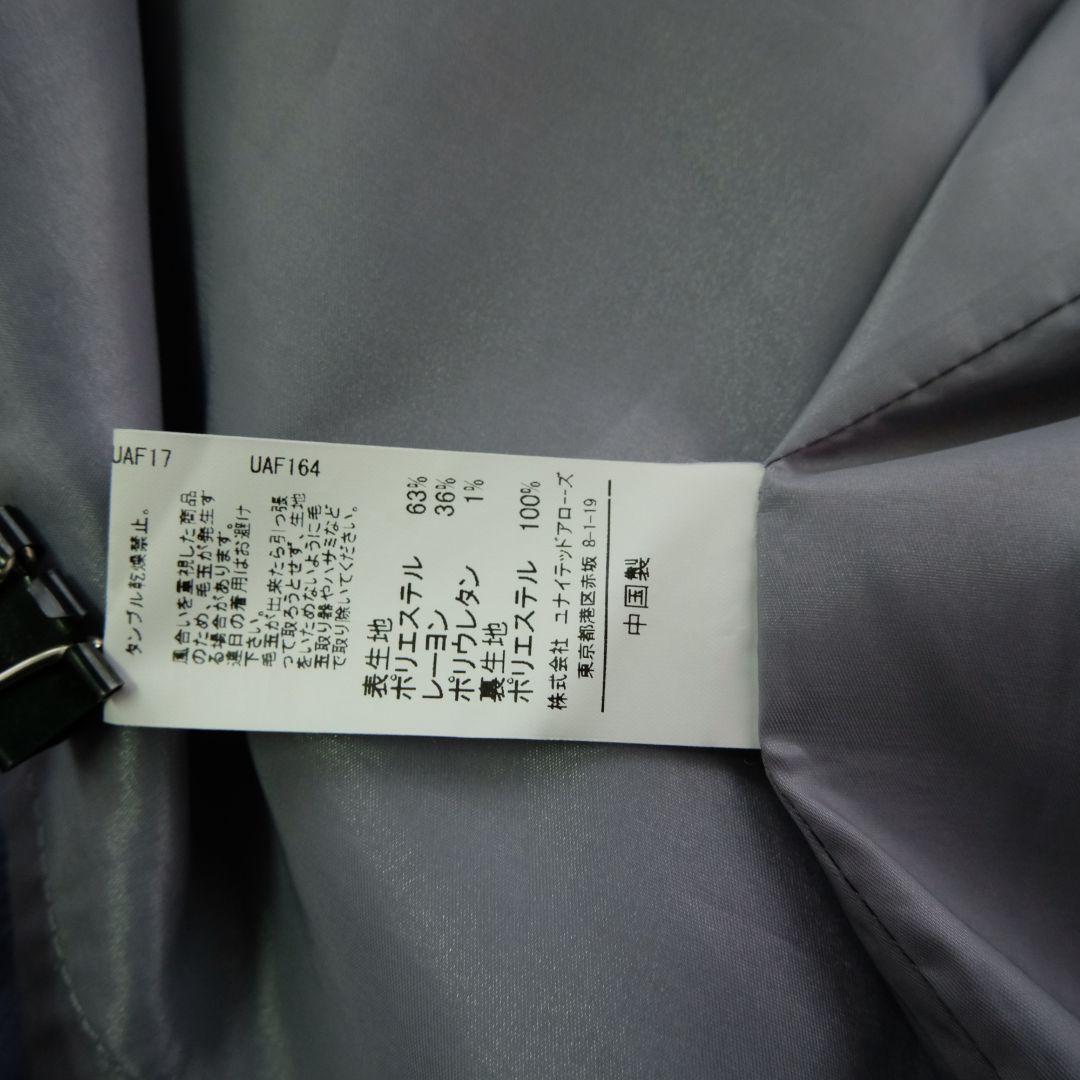 UAF17
タンブル乾燥禁止。
UAF164
風合いを重視した商品
のため、毛玉が発生す
る場合があります。
連日の着用はお避け
下さい。
毛玉が出来たら引っ張
って取ろうとせず、生地
をいためないように毛
玉取り器やハサミなど
で取り除いてください。
表生地
ポリエステル 63%
レーヨン 36%
ポリウレタン 1%
裏生地
ポリエステル 100%
株式会社 ユナイテッドアローズ
東京都港区赤坂 8-1-19
中国製